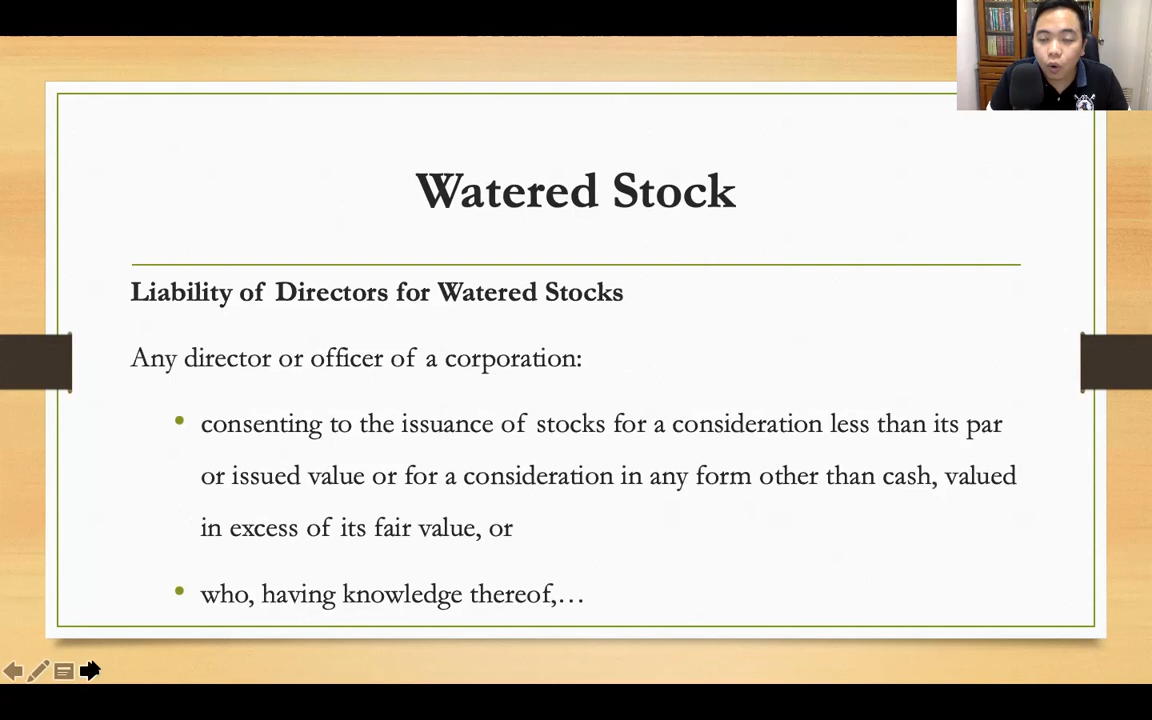 Watered Stock
Liability of Directors for Watered Stocks
Any director or officer of a corporation:
• consenting to the issuance of stocks for a consideration less than its par
or issued value or for a consideration in any form other than cash, valued
in excess of its fair value, or
• who, having knowledge thereof,…